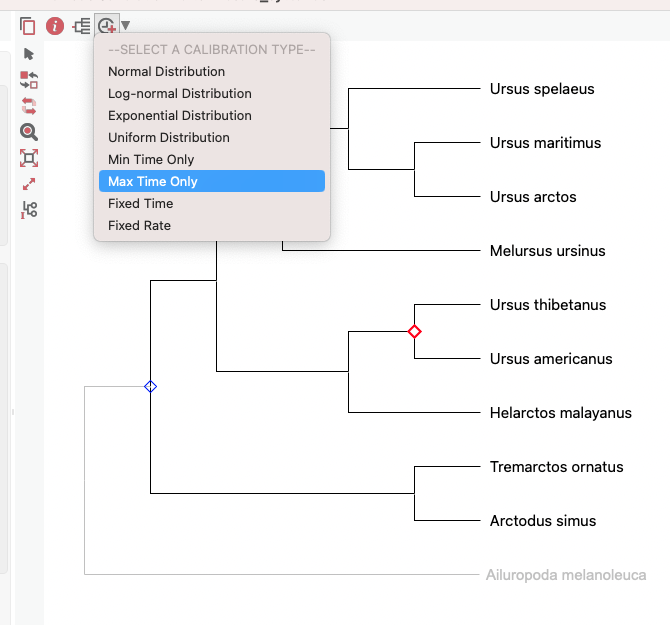 --SELECT A CALIBRATION TYPE--
Normal Distribution
Log-normal Distribution
Exponential Distribution
Uniform Distribution
Min Time Only
Max Time Only
Fixed Time
Fixed Rate
Ursus spelaeus
Ursus maritimus
Ursus arctos
Melursus ursinus
Ursus thibetanus
Ursus americanus
Helarctos malayanus
Tremarctos ornatus
Arctodus simus
Ailuropoda melanoleuca